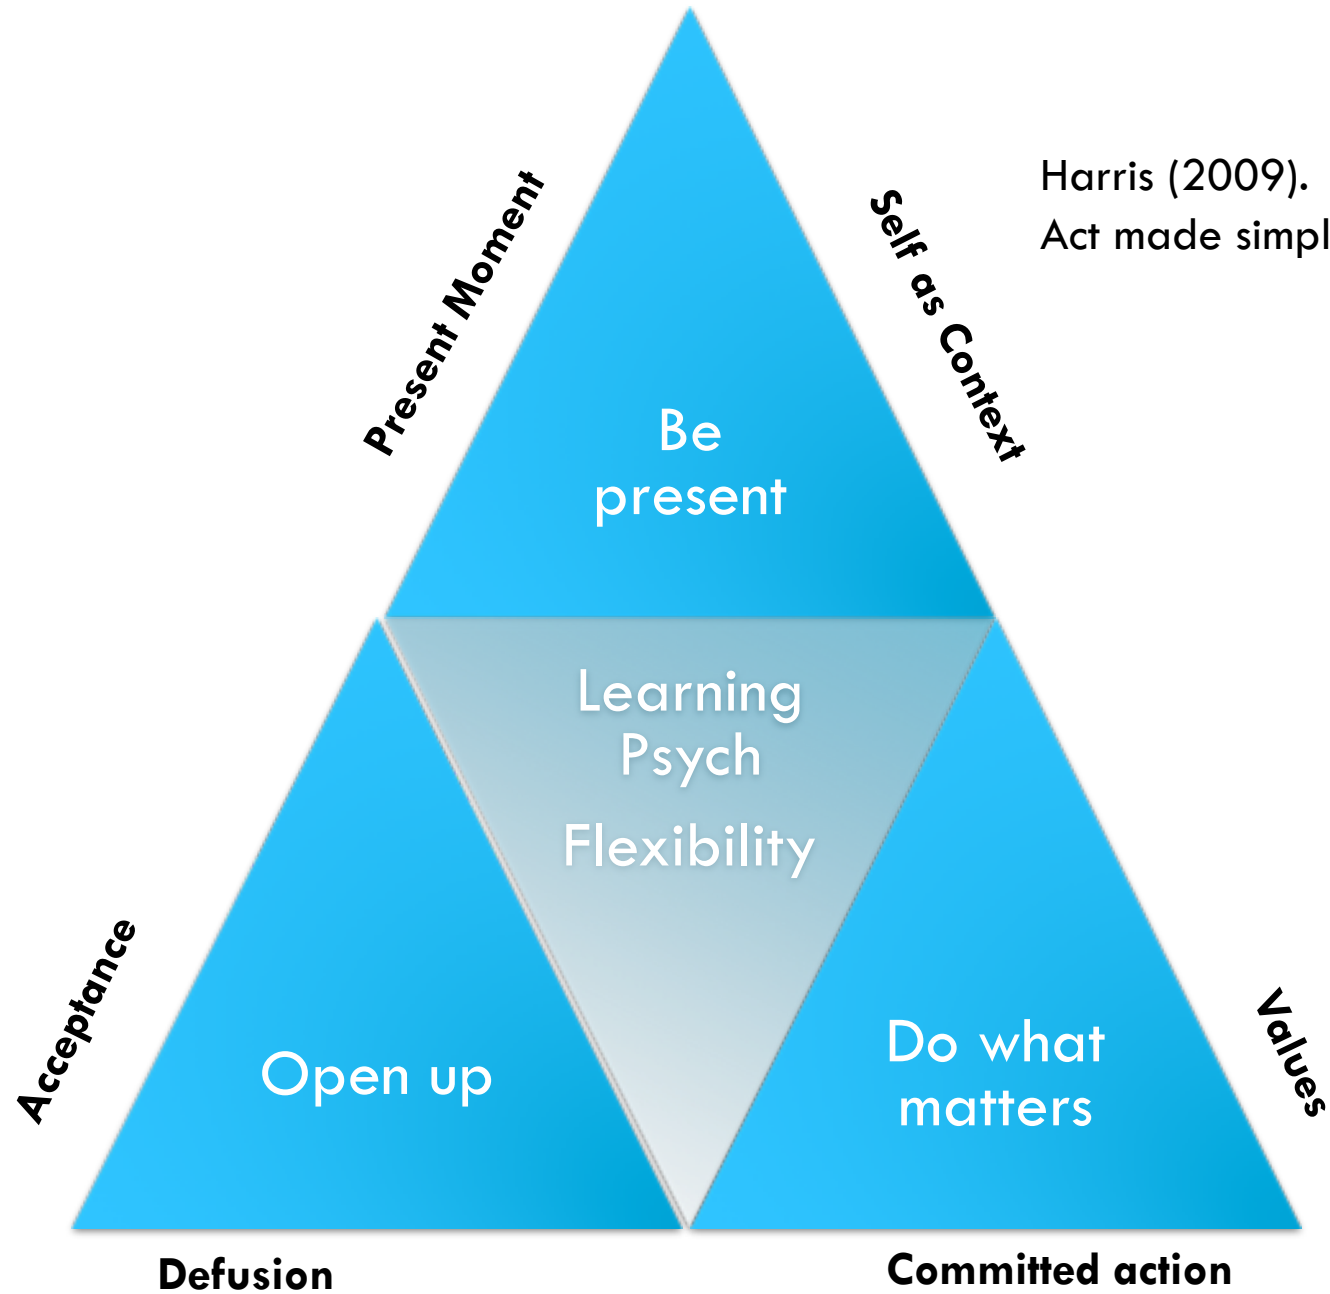 Harris (2009).
Act made simpl
Present Moment
Self as Context
Be
present
Learning
Psych
Flexibility
Acceptance
Open up
Do what
matters
Values
Defusion
Committed action